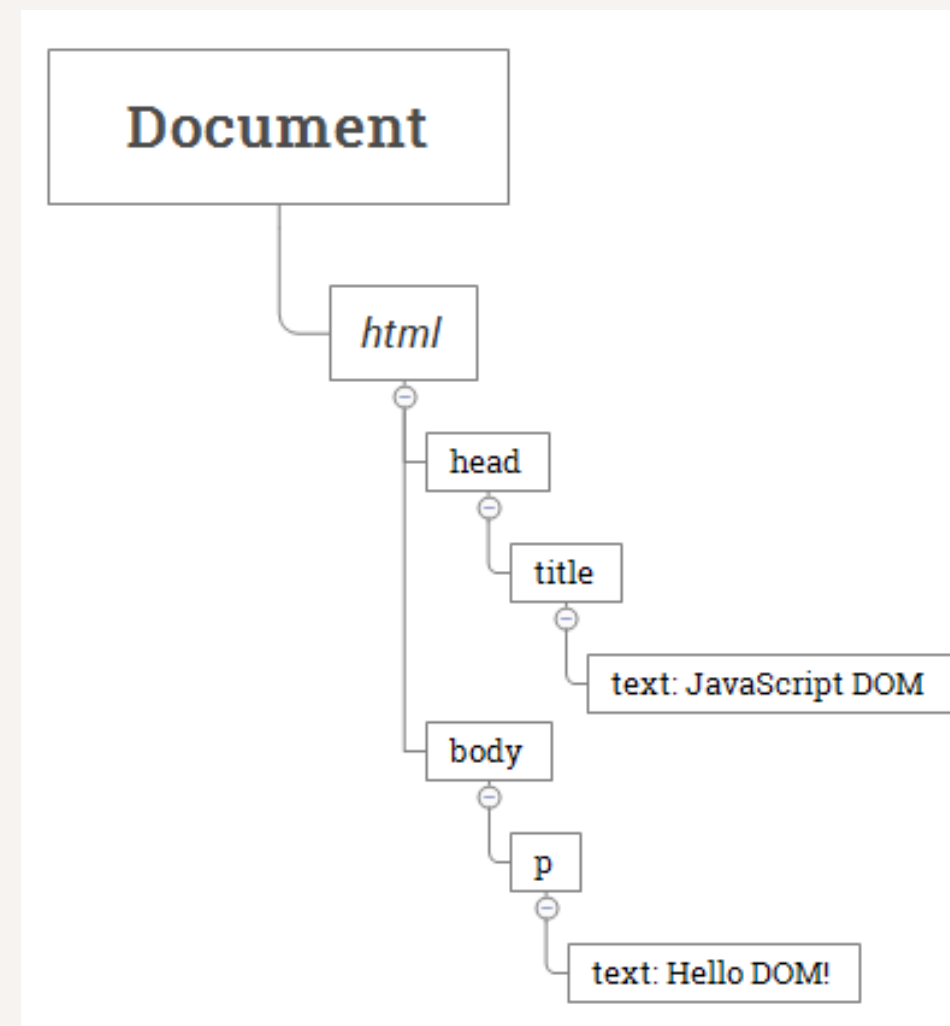 Document
html
head
title
text: JavaScript DOM
body
p
text: Hello DOM!